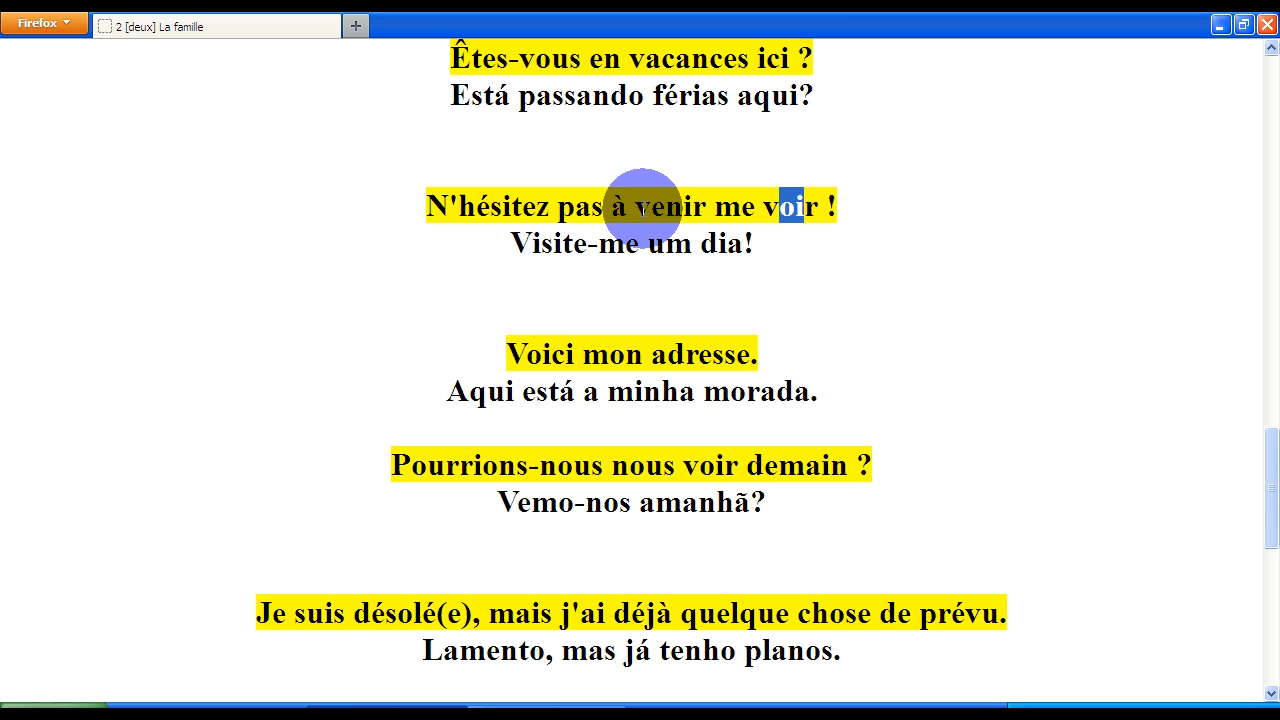 Firefox
2 [deux] La famille
Êtes-vous en vacances ici ?
Está passando férias aqui?
N'hésitez pas à venir me voir !
Visite-me um dia!
Voici mon adresse.
Aqui está a minha morada.
Pourrions-nous nous voir demain ?
Vemo-nos amanhã?
Je suis désolé(e), mais j'ai déjà quelque chose de prévu.
Lamento, mas já tenho planos.